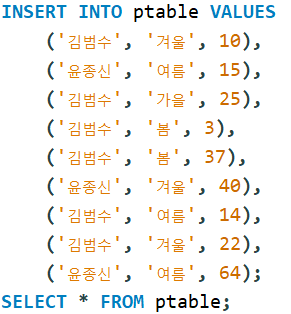 INSERT INTO ptable VALUES
('김범수', '겨울', 10),
('윤종신', '여름', 15),
('김범수', '가을', 25),
('김범수', '봄', 3),
('김범수', '봄', 37),
('윤종신', '겨울', 40),
('김범수', '여름', 14),
('김범수', '겨울', 22),
('윤종신', '여름', 64);
SELECT * FROM ptable;